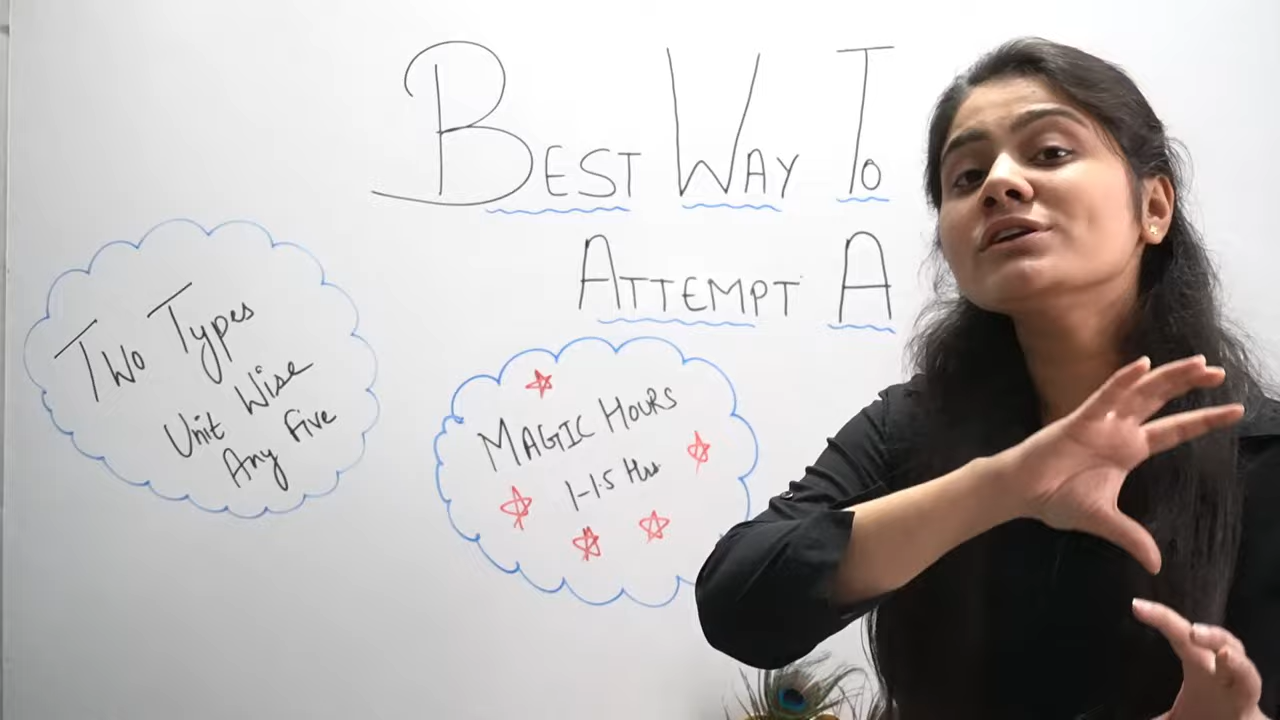 BEST WAY TO
ATTEMPT A
Two Types
Unit Wise
Any Five
MAGIC HOURS
1-1.5 Hrs